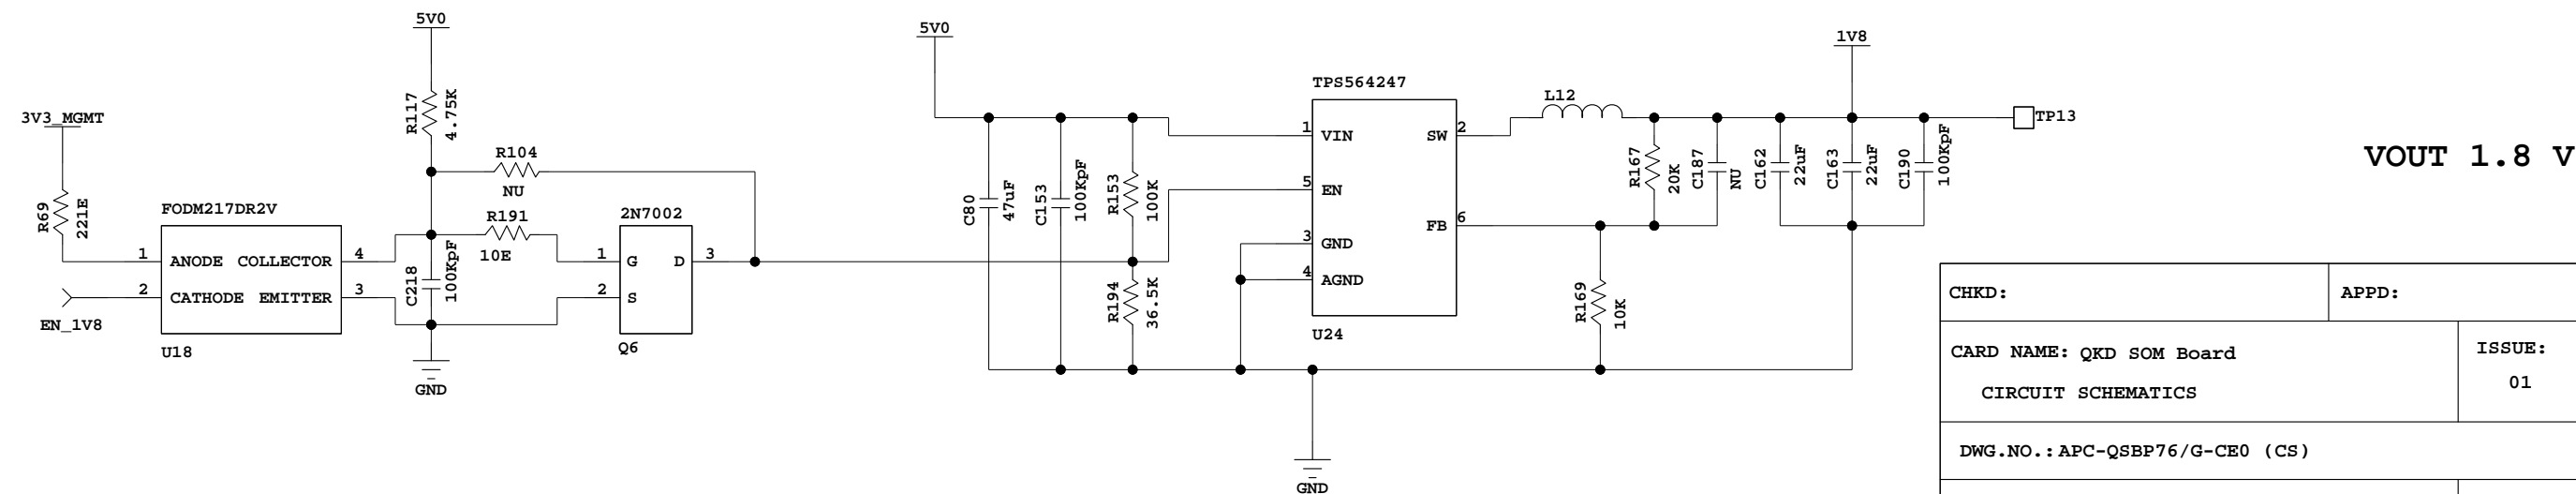 5V0
R117
4.75K
3V3_MGMT
R69
221E
R104
NU
R191
10E
FODM217DR2V
1 ANODE COLLECTOR 4
2 CATHODE EMITTER 3
EN_1V8
U18
C218
100KpF
GND
2N7002
1 G D 3
2 S
Q6
5V0
C80
47uF
C153
100KpF
R153
100K
R194
36.5K
TPS564247
1 VIN SW 2
5 EN
FB 6
3 GND
4 AGND
U24
GND
L12
R167
20K
C187
NU
C162
22uF
C163
22uF
C190
100KpF
R169
10K
1V8
TP13
VOUT 1.8 V
CHKD:
APPD:
CARD NAME: QKD SOM Board
CIRCUIT SCHEMATICS
ISSUE:
01
DWG.NO.:APC-QSBP76/G-CE0 (CS)